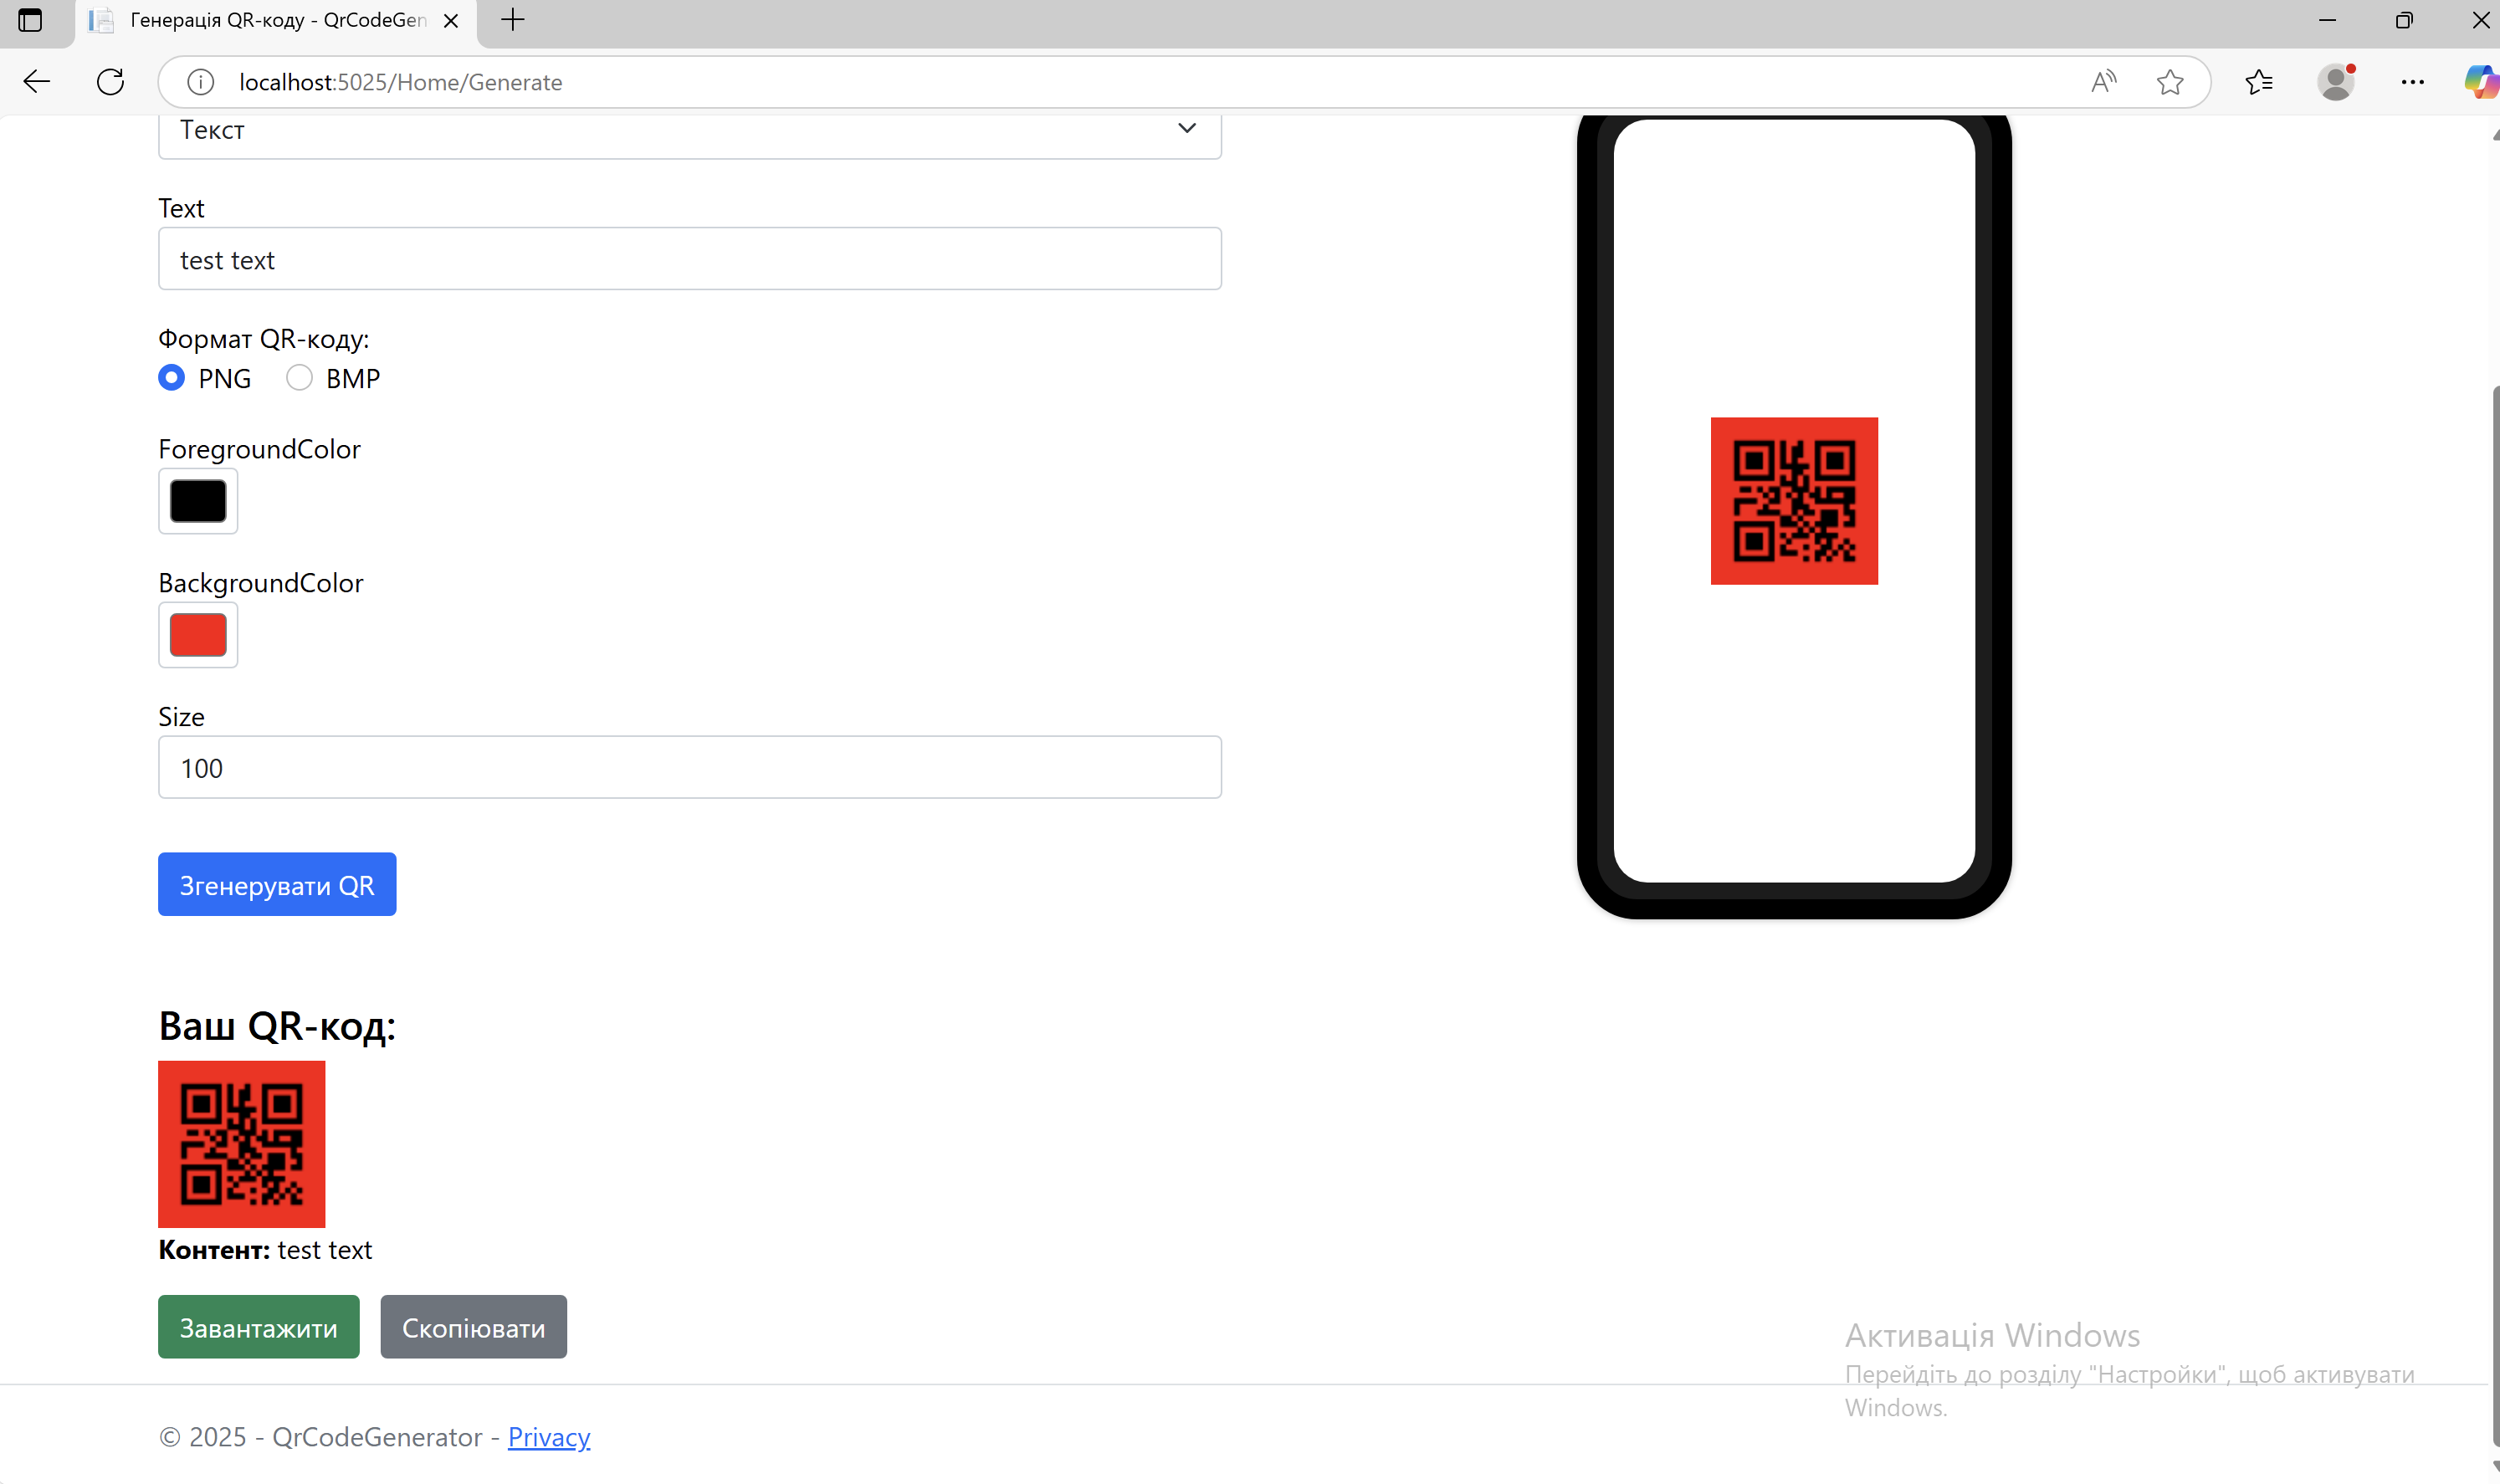 Генерація QR-коду - QrCodeGen
localhost:5025/Home/Generate
Текст
Text
test text
Формат QR-коду:
PNG BMP
ForegroundColor
BackgroundColor
Size
100
Згенерувати QR
Ваш QR-код:
Контент: test text
Завантажити Скопіювати
Активація Windows
Перейдіть до розділу "Настройки", щоб активувати
Windows.
© 2025 - QrCodeGenerator - Privacy